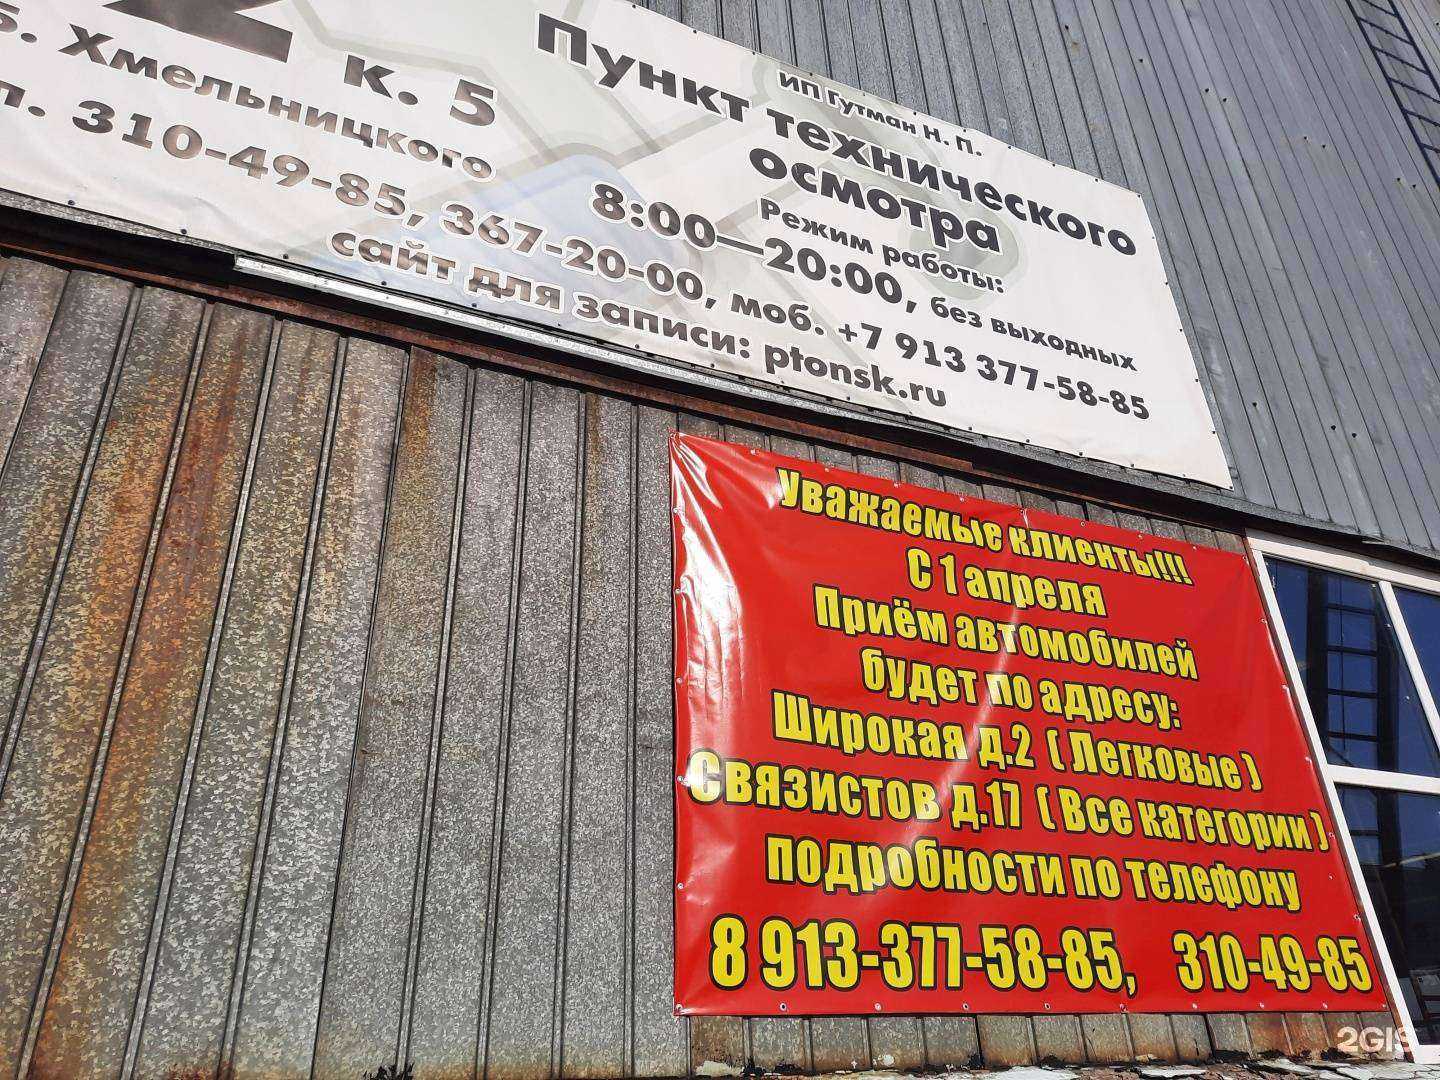 2 к. 5
Б. Хмельницкого
310-49-85, 367-20-00, моб. +7 913 377-58-85
сайт для записи: ptonsk.ru
ИП Гутман Н. П.
Пункт технического
осмотра
Режим работы:
8:00—20:00, без выходных
Уважаемые клиенты!!!
С 1 апреля
Приём автомобилей
будет по адресу:
Широкая д.2 ( Легковые )
Связистов д.17 ( Все категории )
подробности по телефону
8 913-377-58-85, 310-49-85
2GIS